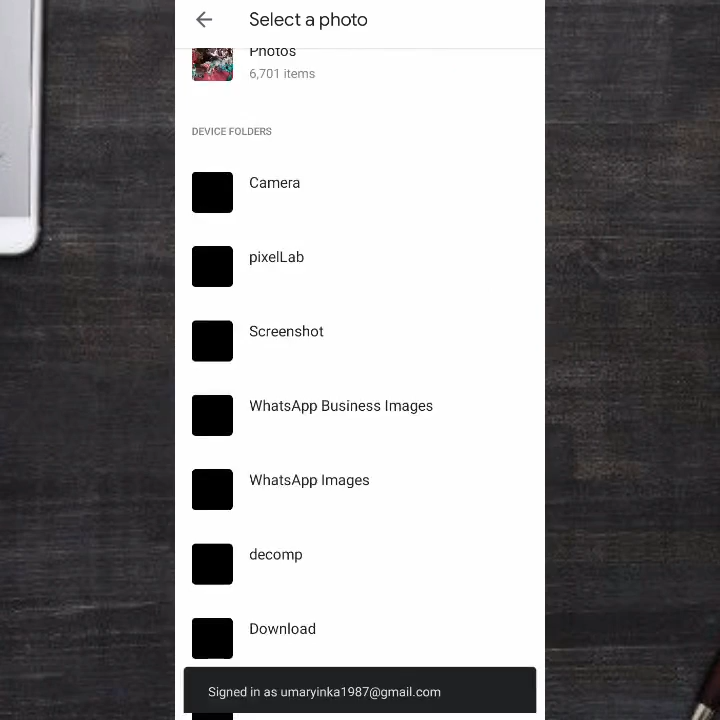 Select a photo
Photos
6,701 items
DEVICE FOLDERS
Camera
pixelLab
Screenshot
WhatsApp Business Images
WhatsApp Images
decomp
Download
Signed in as umaryinka1987@gmail.com